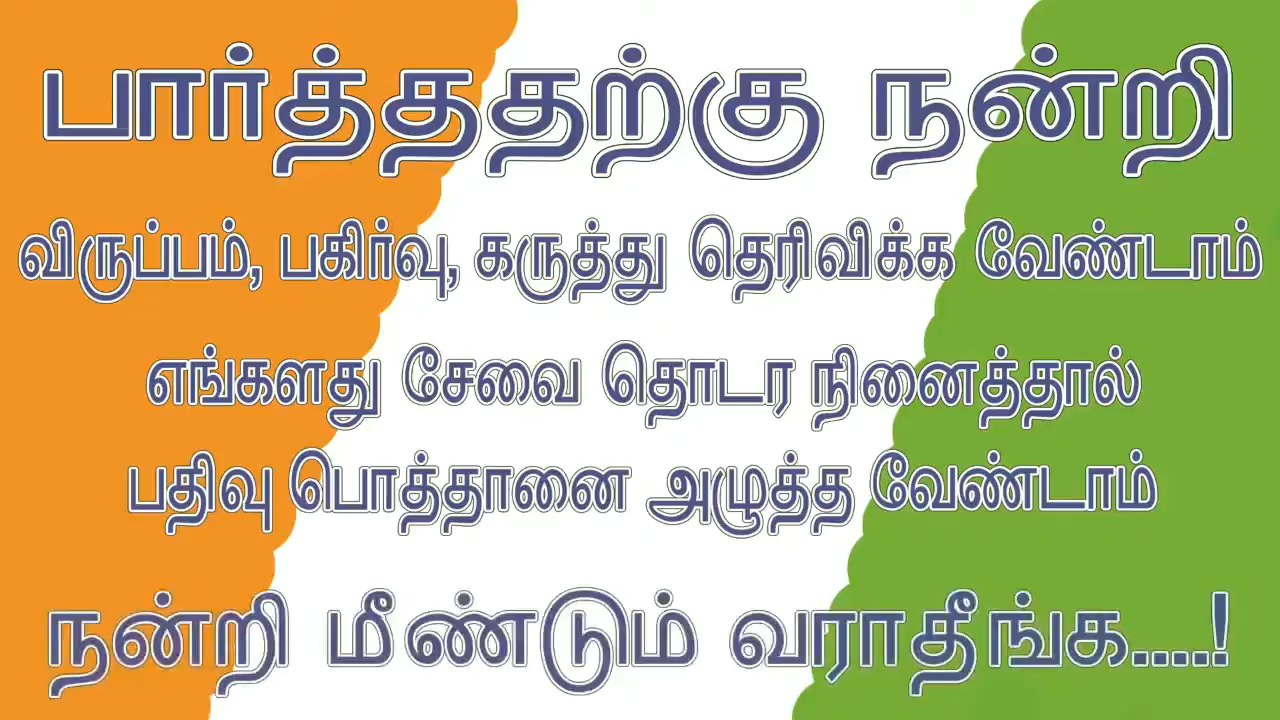 பார்த்ததற்கு நன்றி
விருப்பம், பகிர்வு, கருத்து தெரிவிக்க வேண்டாம்
எங்களது சேவை தொடர நினைத்தால்
பதிவு பொத்தானை அழுத்த வேண்டாம்
நன்றி மீண்டும் வராதீங்க....!